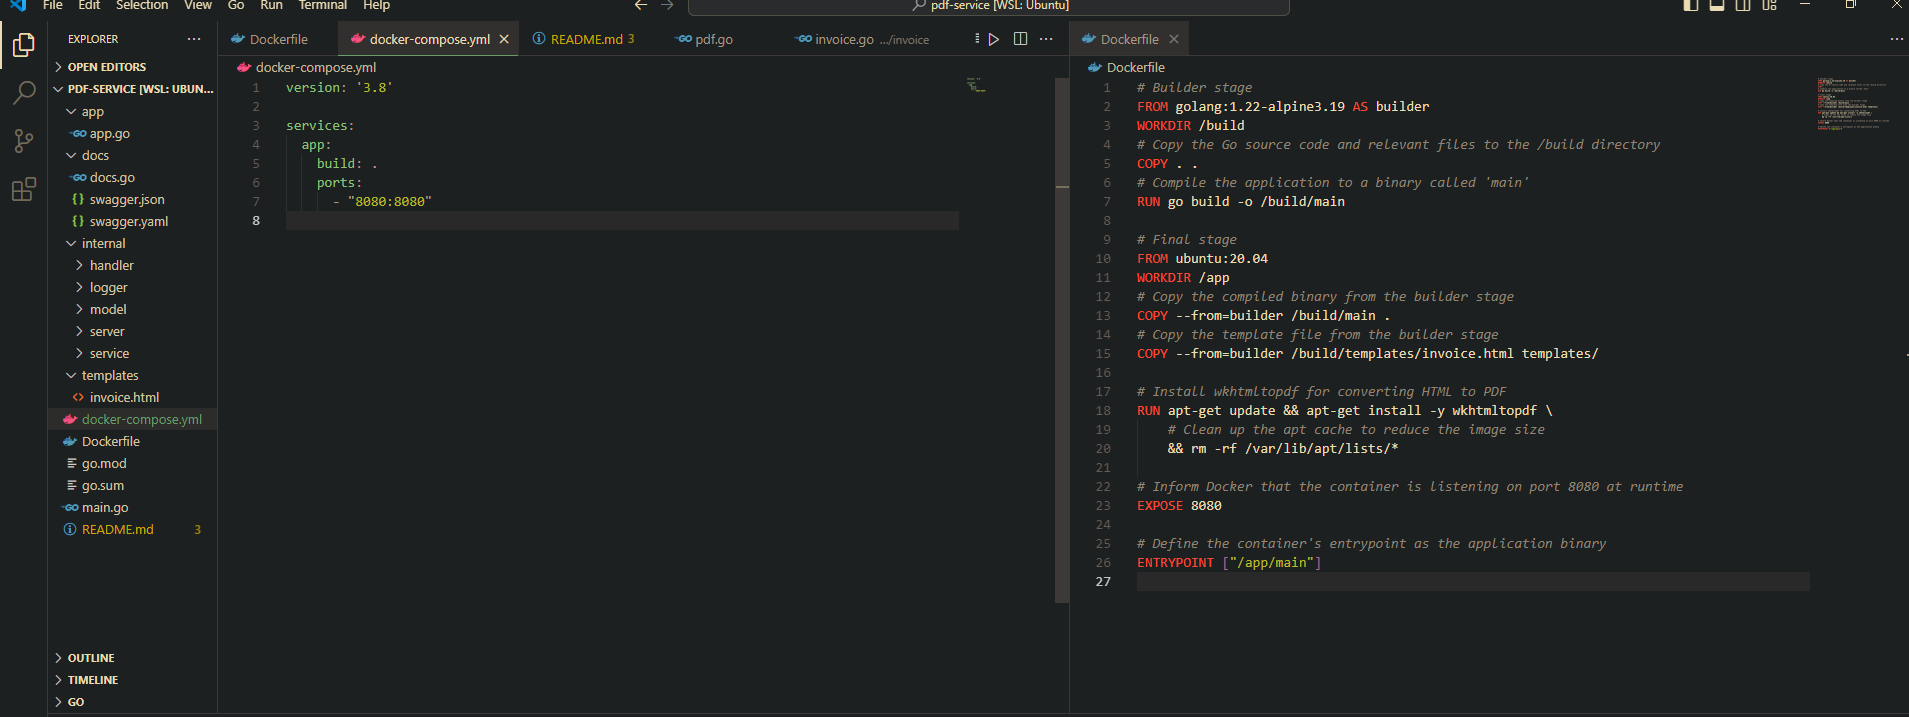 File Edit Selection View Go Run Terminal Help
pdf-service [WSL: Ubuntu]
EXPLORER
OPEN EDITORS
PDF-SERVICE [WSL: UBUN...
app
app.go
docs
docs.go
swagger.json
swagger.yaml
internal
handler
logger
model
server
service
templates
invoice.html
docker-compose.yml
Dockerfile
go.mod
go.sum
main.go
README.md 3
OUTLINE
TIMELINE
GO
Dockerfile docker-compose.yml README.md 3 pdf.go invoice.go .../invoice
docker-compose.yml
1 version: '3.8'
2
3 services:
4 app:
5 build: .
6 ports:
7 - "8080:8080"
8
Dockerfile
Dockerfile
1 # Builder stage
2 FROM golang:1.22-alpine3.19 AS builder
3 WORKDIR /build
4 # Copy the Go source code and relevant files to the /build directory
5 COPY . .
6 # Compile the application to a binary called 'main'
7 RUN go build -o /build/main
8
9 # Final stage
10 FROM ubuntu:20.04
11 WORKDIR /app
12 # Copy the compiled binary from the builder stage
13 COPY --from=builder /build/main .
14 # Copy the template file from the builder stage
15 COPY --from=builder /build/templates/invoice.html templates/
16
17 # Install wkhtmltopdf for converting HTML to PDF
18 RUN apt-get update && apt-get install -y wkhtmltopdf \
19 # Clean up the apt cache to reduce the image size
20 && rm -rf /var/lib/apt/lists/*
21
22 # Inform Docker that the container is listening on port 8080 at runtime
23 EXPOSE 8080
24
25 # Define the container's entrypoint as the application binary
26 ENTRYPOINT ["/app/main"]
27